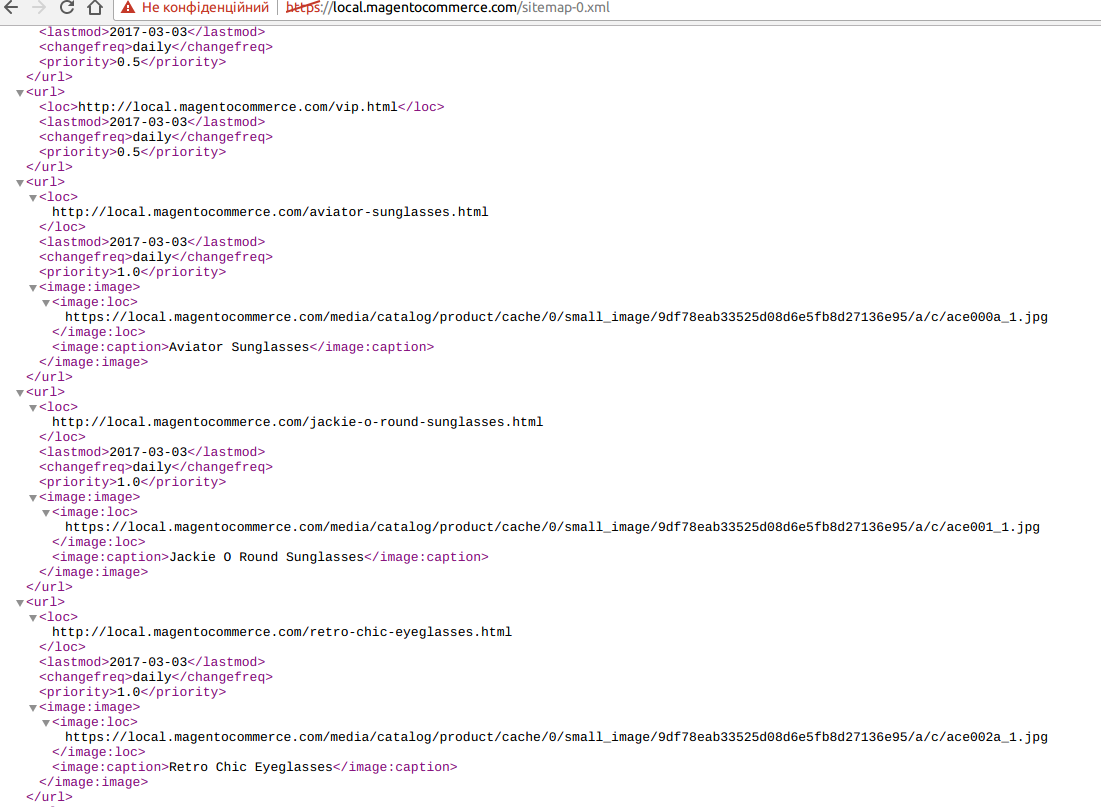 Не конфіденційний https://local.magentocommerce.com/sitemap-0.xml
<lastmod>2017-03-03</lastmod>
<changefreq>daily</changefreq>
<priority>0.5</priority>
</url>
<url>
<loc>http://local.magentocommerce.com/vip.html</loc>
<lastmod>2017-03-03</lastmod>
<changefreq>daily</changefreq>
<priority>0.5</priority>
</url>
<url>
<loc>
http://local.magentocommerce.com/aviator-sunglasses.html
</loc>
<lastmod>2017-03-03</lastmod>
<changefreq>daily</changefreq>
<priority>1.0</priority>
<image:image>
<image:loc>
https://local.magentocommerce.com/media/catalog/product/cache/0/small_image/9df78eab33525d08d6e5fb8d27136e95/a/c/ace000a_1.jpg
</image:loc>
<image:caption>Aviator Sunglasses</image:caption>
</image:image>
</url>
<url>
<loc>
http://local.magentocommerce.com/jackie-o-round-sunglasses.html
</loc>
<lastmod>2017-03-03</lastmod>
<changefreq>daily</changefreq>
<priority>1.0</priority>
<image:image>
<image:loc>
https://local.magentocommerce.com/media/catalog/product/cache/0/small_image/9df78eab33525d08d6e5fb8d27136e95/a/c/ace001_1.jpg
</image:loc>
<image:caption>Jackie O Round Sunglasses</image:caption>
</image:image>
</url>
<url>
<loc>
http://local.magentocommerce.com/retro-chic-eyeglasses.html
</loc>
<lastmod>2017-03-03</lastmod>
<changefreq>daily</changefreq>
<priority>1.0</priority>
<image:image>
<image:loc>
https://local.magentocommerce.com/media/catalog/product/cache/0/small_image/9df78eab33525d08d6e5fb8d27136e95/a/c/ace002a_1.jpg
</image:loc>
<image:caption>Retro Chic Eyeglasses</image:caption>
</image:image>
</url>